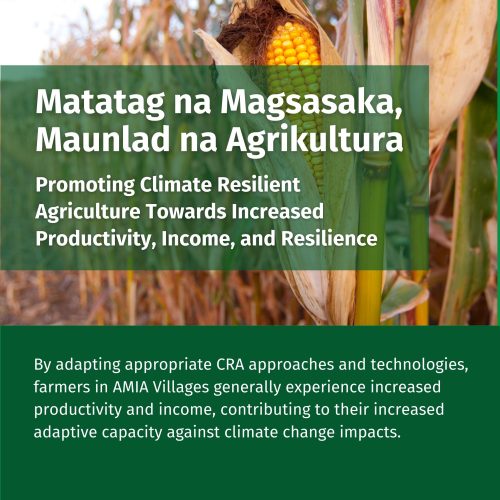 Matatag na Magsasaka,
Maunlad na Agrikultura
Promoting Climate Resilient
Agriculture Towards Increased
Productivity, Income, and Resilience
By adapting appropriate CRA approaches and technologies,
farmers in AMIA Villages generally experience increased
productivity and income, contributing to their increased
adaptive capacity against climate change impacts.